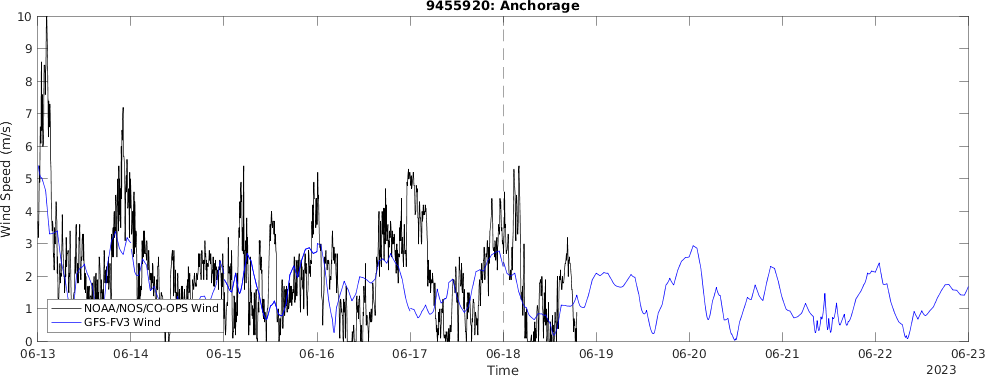 9455920: Anchorage
Wind Speed (m/s)
10
9
8
7
6
5
4
3
2
1
0
NOAA/NOS/CO-OPS Wind
GFS-FV3 Wind
06-13 06-14 06-15 06-16 06-17 06-18 06-19 06-20 06-21 06-22 06-23
Time
2023